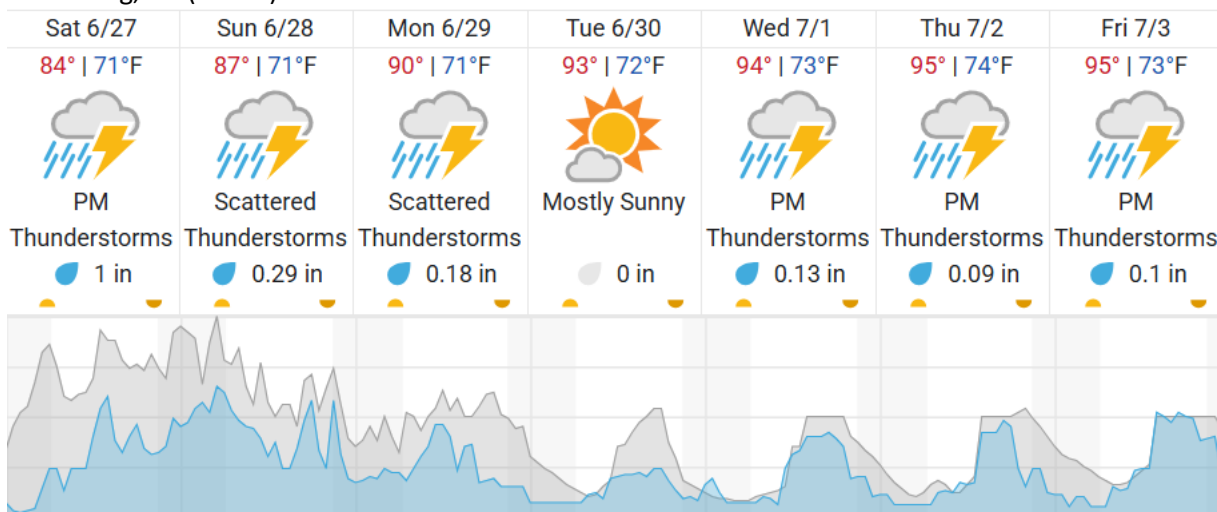 Sat 6/27 Sun 6/28 Mon 6/29 Tue 6/30 Wed 7/1 Thu 7/2 Fri 7/3
84° | 71°F 87° | 71°F 90° | 71°F 93° | 72°F 94° | 73°F 95° | 74°F 95° | 73°F
PM Scattered Scattered Mostly Sunny PM PM PM
Thunderstorms Thunderstorms Thunderstorms Thunderstorms Thunderstorms Thunderstorms
1 in 0.29 in 0.18 in 0 in 0.13 in 0.09 in 0.1 in